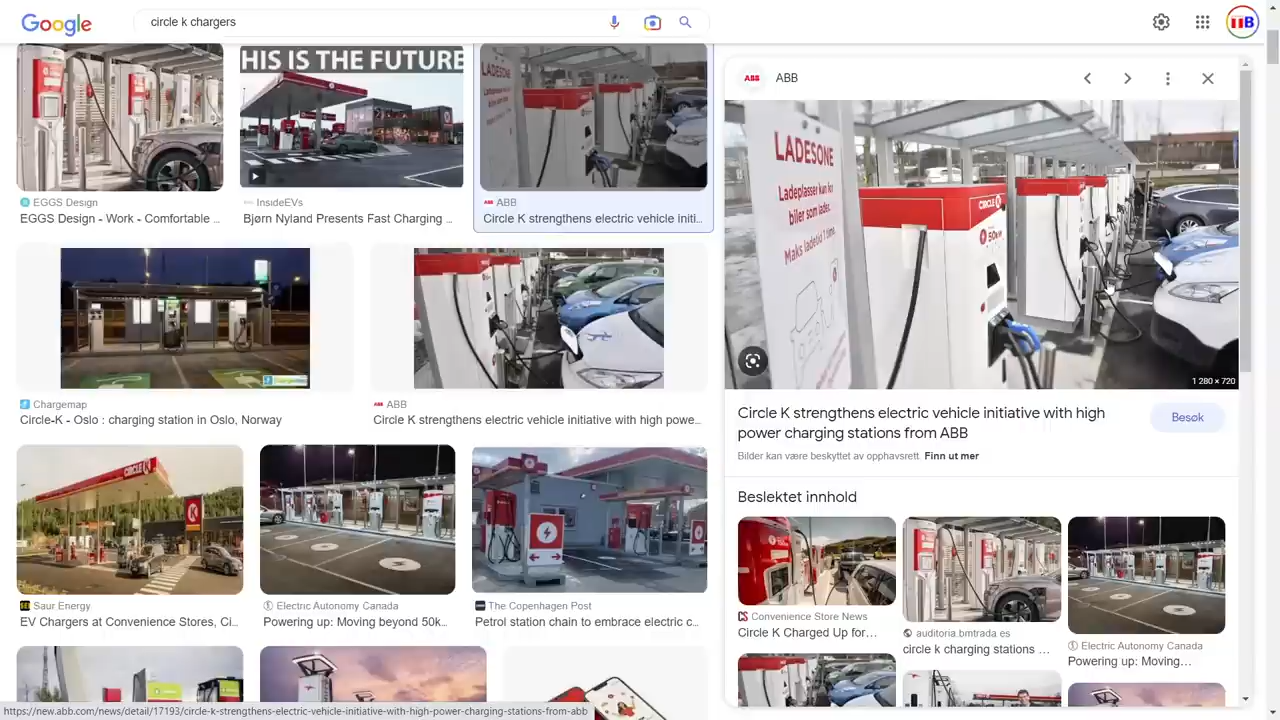 Google
circle k chargers
HIS IS THE FUTURE
EGGS Design
EGGS Design - Work - Comfortable ...
InsideEVs
Bjørn Nyland Presents Fast Charging ...
ABB
Circle K strengthens electric vehicle initi...
Chargemap
Circle-K - Oslo : charging station in Oslo, Norway
ABB
Circle K strengthens electric vehicle initiative with high powe...
CIRCLE K
Saur Energy
EV Chargers at Convenience Stores, Ci...
Electric Autonomy Canada
Powering up: Moving beyond 50k...
The Copenhagen Post
Petrol station chain to embrace electric c...
ABB
ABB
LADESONE
Ladeplasser kun for
biler som lades.
Maks ladetid 1 time.
CIRCLE K
50kW
1 280 × 720
Circle K strengthens electric vehicle initiative with high
power charging stations from ABB
Besøk
Bilder kan være beskyttet av opphavsrett. Finn ut mer
Beslektet innhold
Convenience Store News
Circle K Charged Up for...
auditoria.bmtrada.es
circle k charging stations ...
Electric Autonomy Canada
Powering up: Moving...
https://new.abb.com/news/detail/17193/circle-k-strengthens-electric-vehicle-initiative-with-high-power-charging-stations-from-abb